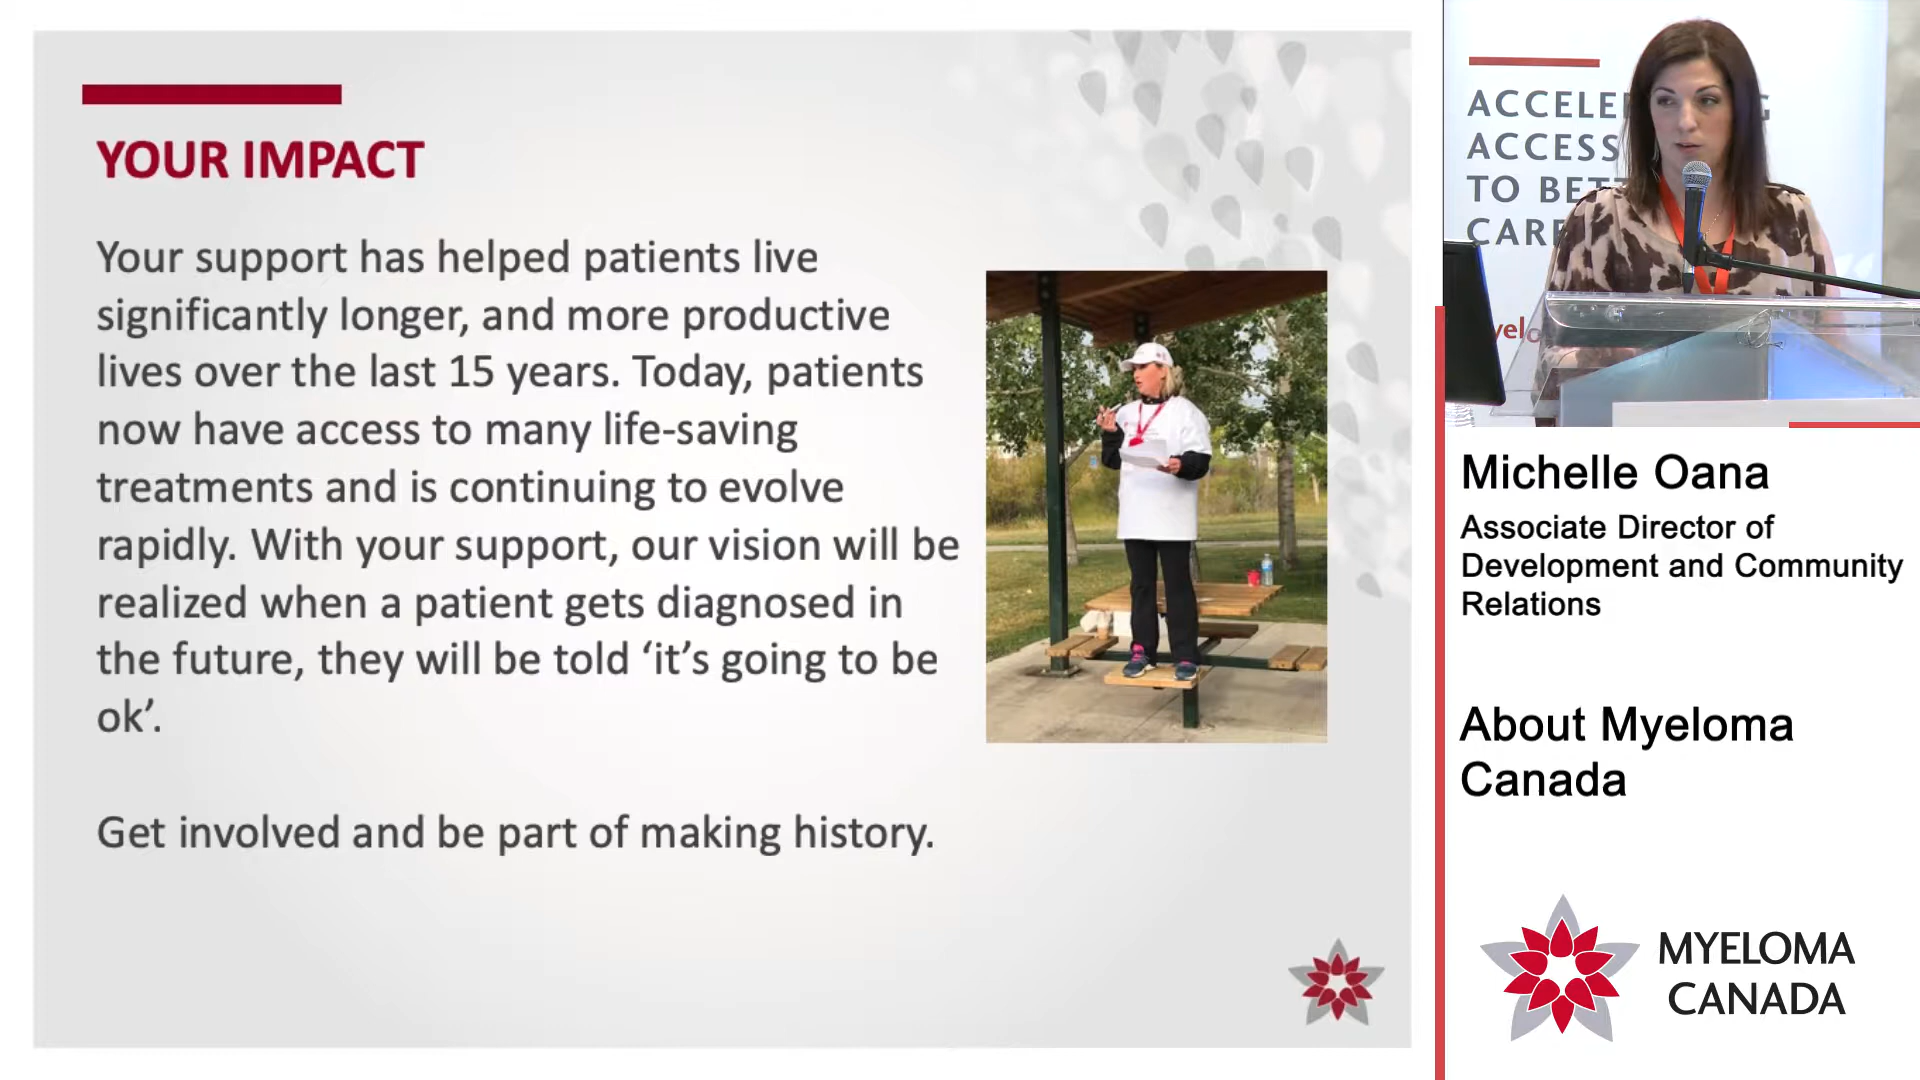 YOUR IMPACT
Your support has helped patients live
significantly longer, and more productive
lives over the last 15 years. Today, patients
now have access to many life-saving
treatments and is continuing to evolve
rapidly. With your support, our vision will be
realized when a patient gets diagnosed in
the future, they will be told ‘it’s going to be
ok’.
Get involved and be part of making history.
ACCESS
TO
Michelle Oana
Associate Director of
Development and Community
Relations
About Myeloma
Canada
MYELOMA
CANADA